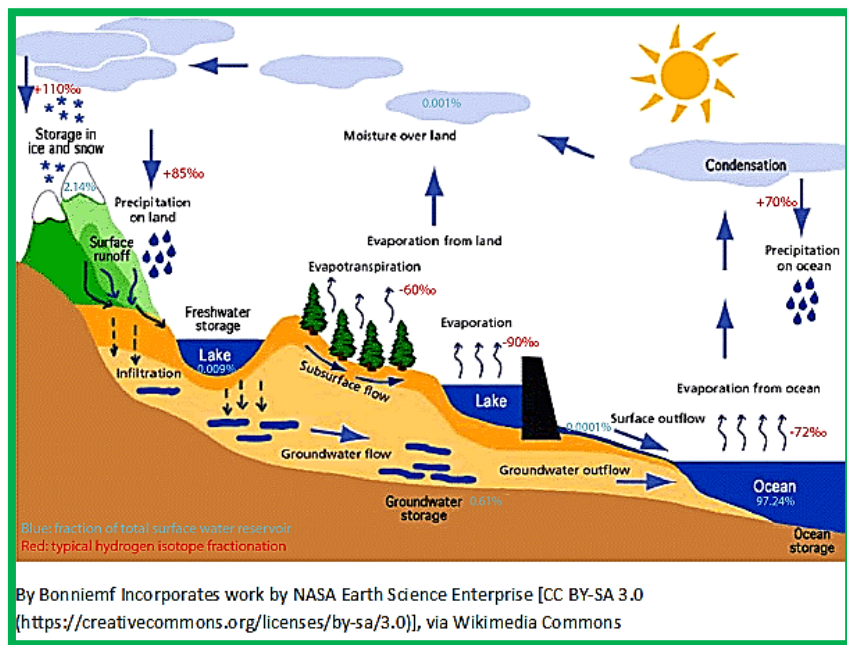 +110‰
Storage in
ice and snow
2.14%
+85‰
Precipitation
on land
Surface
runoff
0.001%
Moisture over land
Condensation
+70‰
Precipitation
on ocean
Evaporation from land
Evapotranspiration
-60‰
Freshwater
storage
Lake
0.009%
Infiltration
Subsurface flow
Evaporation
-90‰
Lake
Evaporation from ocean
-72‰
0.0001%
Surface outflow
Groundwater flow
Groundwater outflow
Groundwater
storage
0.61%
Ocean
97.24%
Ocean
storage
Blue: fraction of total surface water reservoir
Red: typical hydrogen isotope fractionation
By Bonniemf Incorporates work by NASA Earth Science Enterprise [CC BY-SA 3.0
(https://creativecommons.org/licenses/by-sa/3.0)], via Wikimedia Commons